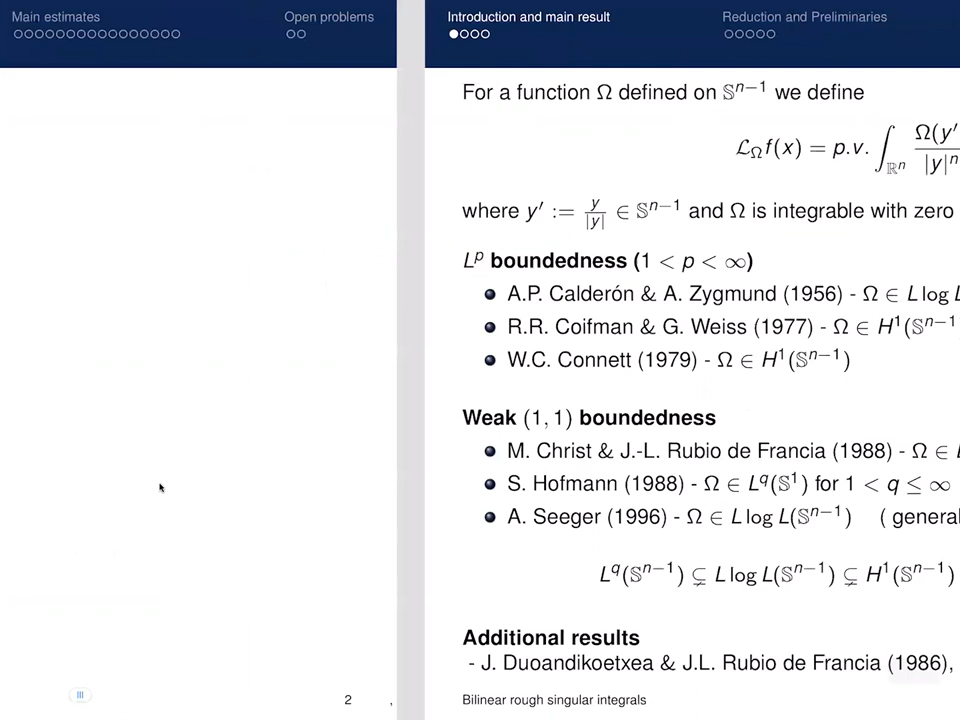 Main estimates
Open problems
2
,
Introduction and main result
Reduction and Preliminaries
For a function Ω defined on 𝕊ⁿ⁻¹ we define
ℒ_Ω f(x) = p.v. ∫_ℝⁿ Ω(y′ / |y|ⁿ
where y′ := y/|y| ∈ 𝕊ⁿ⁻¹ and Ω is integrable with zero
Lᵖ boundedness (1 < p < ∞)
A.P. Calderón & A. Zygmund (1956) - Ω ∈ L log L
R.R. Coifman & G. Weiss (1977) - Ω ∈ H¹(𝕊ⁿ⁻¹
W.C. Connett (1979) - Ω ∈ H¹(𝕊ⁿ⁻¹)
Weak (1, 1) boundedness
M. Christ & J.-L. Rubio de Francia (1988) - Ω ∈ L
S. Hofmann (1988) - Ω ∈ L^q(𝕊¹) for 1 < q ≤ ∞
A. Seeger (1996) - Ω ∈ L log L(𝕊ⁿ⁻¹) ( general
L^q(𝕊ⁿ⁻¹) ⊊ L log L(𝕊ⁿ⁻¹) ⊊ H¹(𝕊ⁿ⁻¹)
Additional results
- J. Duoandikoetxea & J.L. Rubio de Francia (1986),
Bilinear rough singular integrals